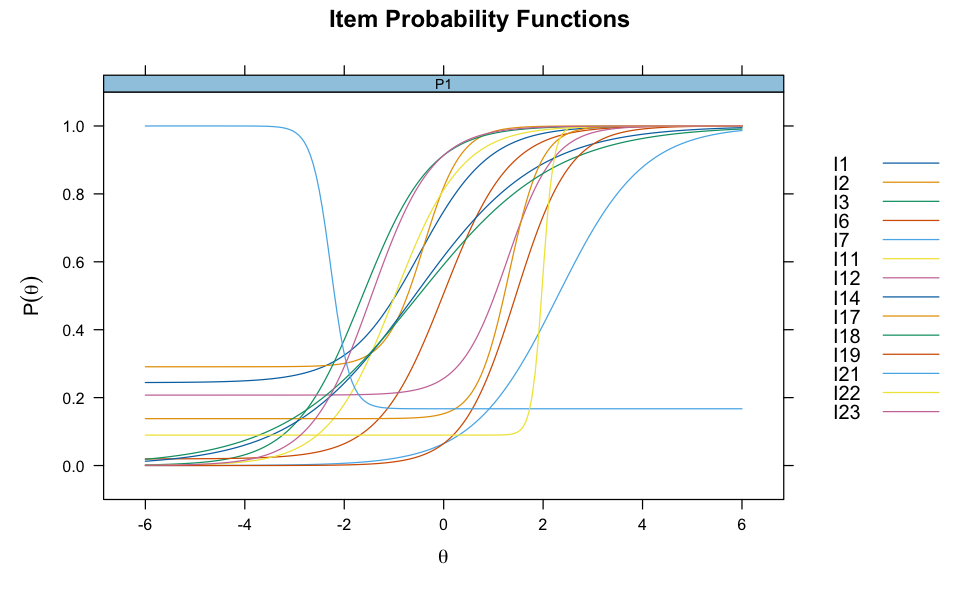 Item Probability Functions
P1
1.0
0.8
0.6
0.4
0.2
0.0
P(θ)
-6 -4 -2 0 2 4 6
θ
I1
I2
I3
I6
I7
I11
I12
I14
I17
I18
I19
I21
I22
I23